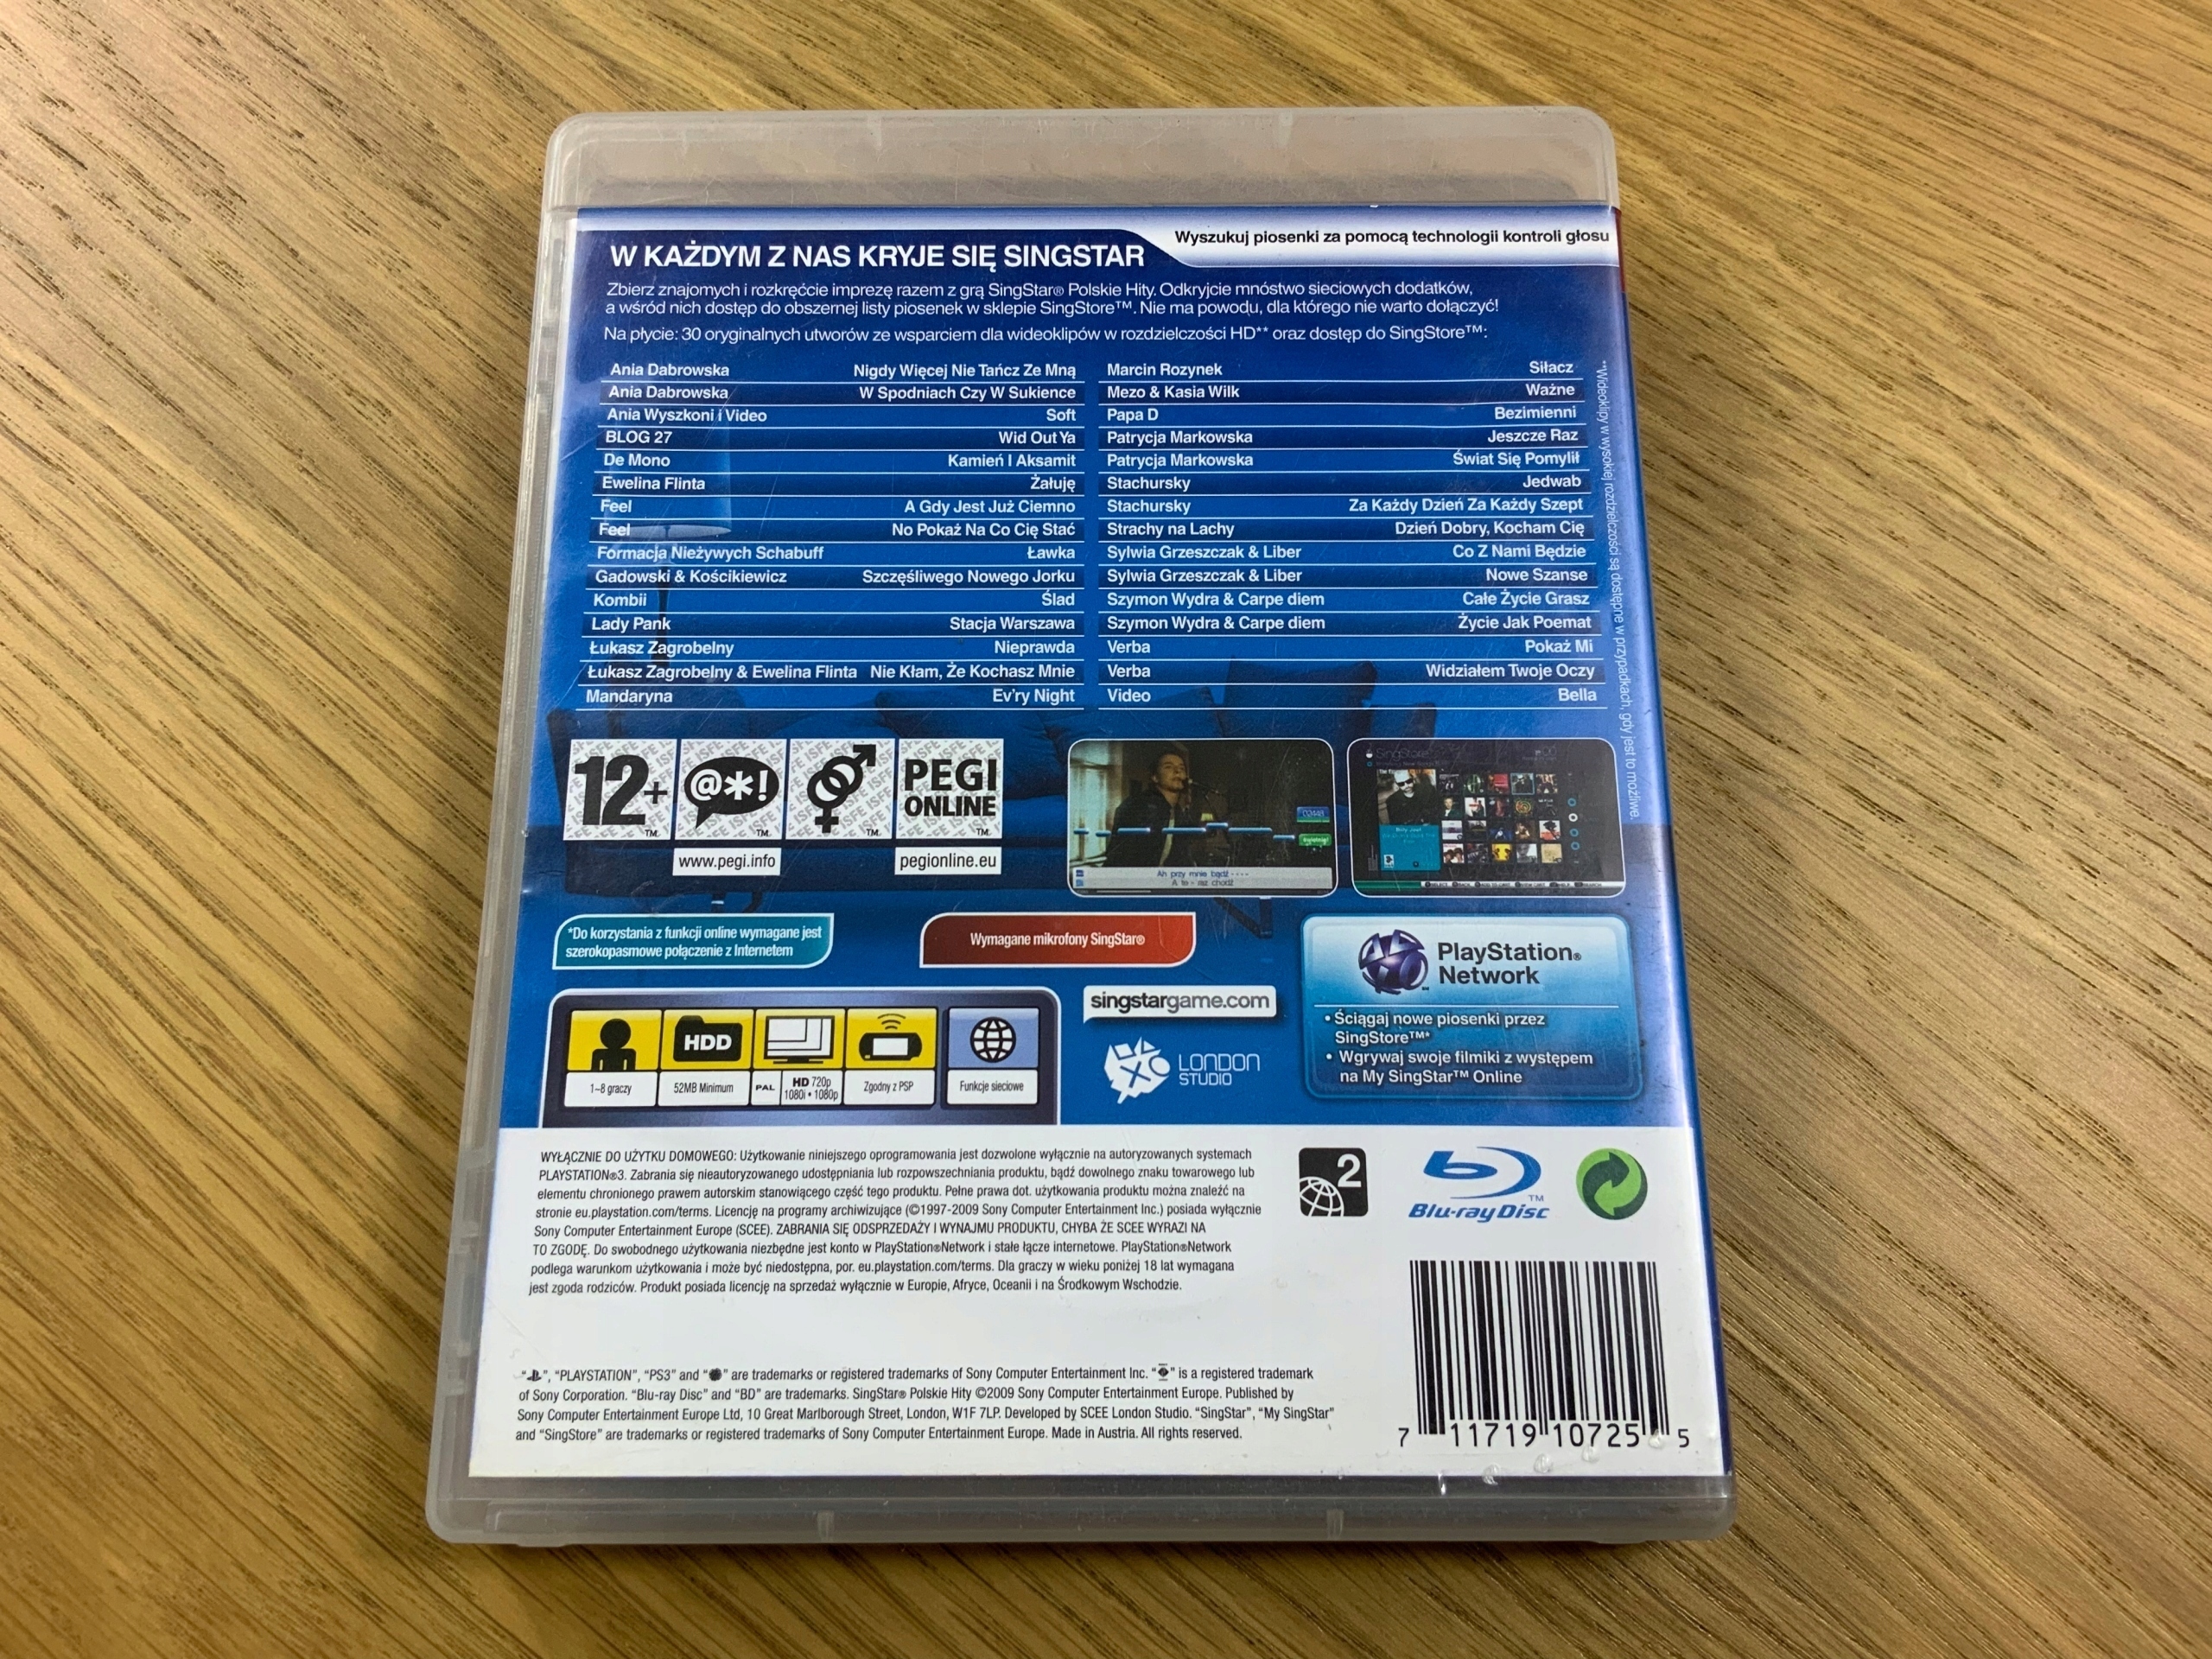 Wyszukuj piosenki za pomocą technologii kontroli głosu
W KAŻDYM Z NAS KRYJE SIĘ SINGSTAR
Zbierz znajomych i rozkręćcie imprezę razem z grą SingStar® Polskie Hity. Odkryjcie mnóstwo sieciowych dodatków,
a wśród nich dostęp do obszernej listy piosenek w sklepie SingStore™. Nie ma powodu, dla którego nie warto dołączyć!
Na płycie: 30 oryginalnych utworów ze wsparciem dla wideoklipów w rozdzielczości HD** oraz dostęp do SingStore™:
Ania Dabrowska Nigdy Więcej Nie Tańcz Ze Mną
Ania Dabrowska W Spodniach Czy W Sukience
Ania Wyszkoni i Video Soft
BLOG 27 Wid Out Ya
De Mono Kamień I Aksamit
Ewelina Flinta Żałuję
Feel A Gdy Jest Już Ciemno
Feel No Pokaż Na Co Cię Stać
Formacja Nieżywych Schabuff Ławka
Gadowski & Kościkiewicz Szczęśliwego Nowego Jorku
Kombii Ślad
Lady Pank Stacja Warszawa
Łukasz Zagrobelny Nieprawda
Łukasz Zagrobelny & Ewelina Flinta Nie Kłam, Że Kochasz Mnie
Mandaryna Ev'ry Night
Marcin Rozynek Siłacz
Mezo & Kasia Wilk Ważne
Papa D Bezimienni
Patrycja Markowska Jeszcze Raz
Patrycja Markowska Świat Się Pomylił
Stachursky Jedwab
Stachursky Za Każdy Dzień Za Każdy Szept
Strachy na Lachy Dzień Dobry, Kocham Cię
Sylwia Grzeszczak & Liber Co Z Nami Będzie
Sylwia Grzeszczak & Liber Nowe Szanse
Szymon Wydra & Carpe diem Całe Życie Grasz
Szymon Wydra & Carpe diem Życie Jak Poemat
Verba Pokaż Mi
Verba Widziałem Twoje Oczy
Video Bella
**Wideoklipy w wysokiej rozdzielczości są dostępne w przypadkach, gdy jest to możliwe.
12+
@*!
PEGI
ONLINE
www.pegi.info
pegionline.eu
Ah przy mnie bądź ----
A te - raz chodź
SingStore
*Do korzystania z funkcji online wymagane jest
szerokopasmowe połączenie z Internetem
Wymagane mikrofony SingStar®
PlayStation®
Network
• Ściągaj nowe piosenki przez
SingStore™*
• Wgrywaj swoje filmiki z występem
na My SingStar™ Online
singstargame.com
LONDON
STUDIO
HDD
1–8 graczy
52MB Minimum
PAL
HD 720p
1080i • 1080p
Zgodny z PSP
Funkcje sieciowe
WYŁĄCZNIE DO UŻYTKU DOMOWEGO: Użytkowanie niniejszego oprogramowania jest dozwolone wyłącznie na autoryzowanych systemach
PLAYSTATION®3. Zabrania się nieautoryzowanego udostępniania lub rozpowszechniania produktu, bądź dowolnego znaku towarowego lub
elementu chronionego prawem autorskim stanowiącego część tego produktu. Pełne prawa dot. użytkowania produktu można znaleźć na
stronie eu.playstation.com/terms. Licencję na programy archiwizujące (©1997-2009 Sony Computer Entertainment Inc.) posiada wyłącznie
Sony Computer Entertainment Europe (SCEE). ZABRANIA SIĘ ODSPRZEDAŻY I WYNAJMU PRODUKTU, CHYBA ŻE SCEE WYRAZI NA
TO ZGODĘ. Do swobodnego użytkowania niezbędne jest konto w PlayStation®Network i stałe łącze internetowe. PlayStation®Network
podlega warunkom użytkowania i może być niedostępna, por. eu.playstation.com/terms. Dla graczy w wieku poniżej 18 lat wymagana
jest zgoda rodziców. Produkt posiada licencję na sprzedaż wyłącznie w Europie, Afryce, Oceanii i na Środkowym Wschodzie.
2
Blu-ray Disc™
"", "PLAYSTATION", "PS3" and "" are trademarks or registered trademarks of Sony Computer Entertainment Inc. "" is a registered trademark
of Sony Corporation. "Blu-ray Disc" and "BD" are trademarks. SingStar® Polskie Hity ©2009 Sony Computer Entertainment Europe. Published by
Sony Computer Entertainment Europe Ltd, 10 Great Marlborough Street, London, W1F 7LP. Developed by SCEE London Studio. "SingStar", "My SingStar"
and "SingStore" are trademarks or registered trademarks of Sony Computer Entertainment Europe. Made in Austria. All rights reserved.
7 11719 10725 5